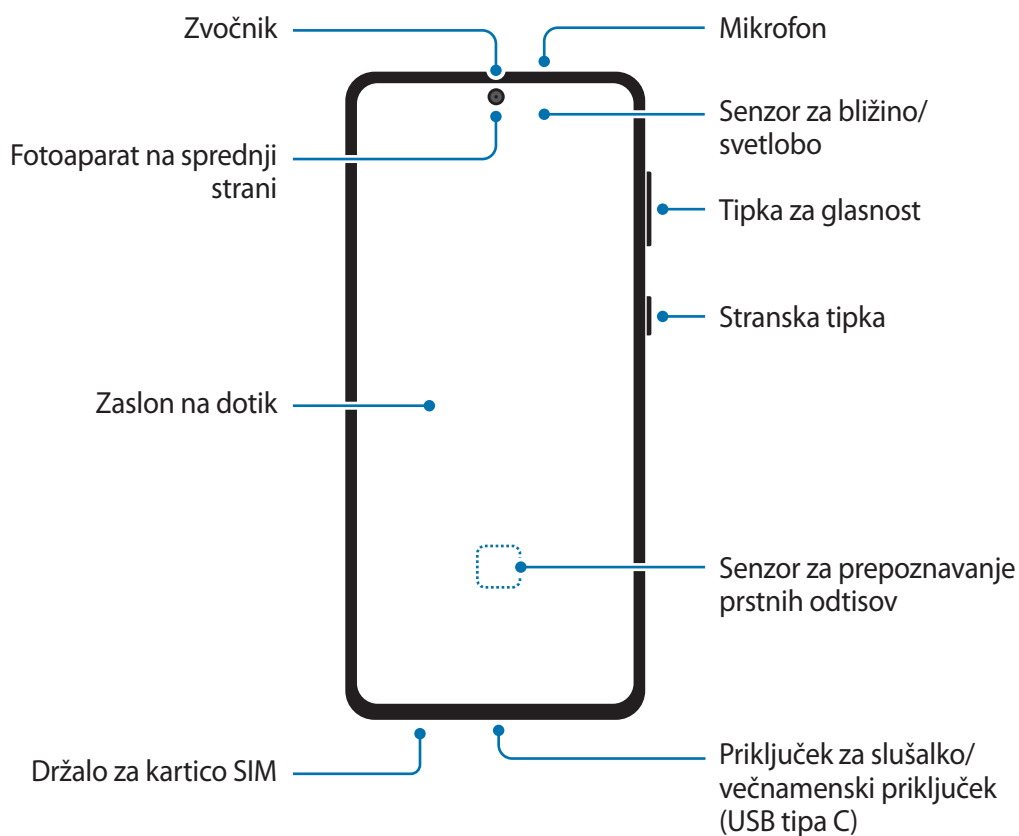 Zvočnik
Fotoaparat na sprednji
strani
Zaslon na dotik
Držalo za kartico SIM
Mikrofon
Senzor za bližino/
svetlobo
Tipka za glasnost
Stranska tipka
Senzor za prepoznavanje
prstnih odtisov
Priključek za slušalko/
večnamenski priključek
(USB tipa C)